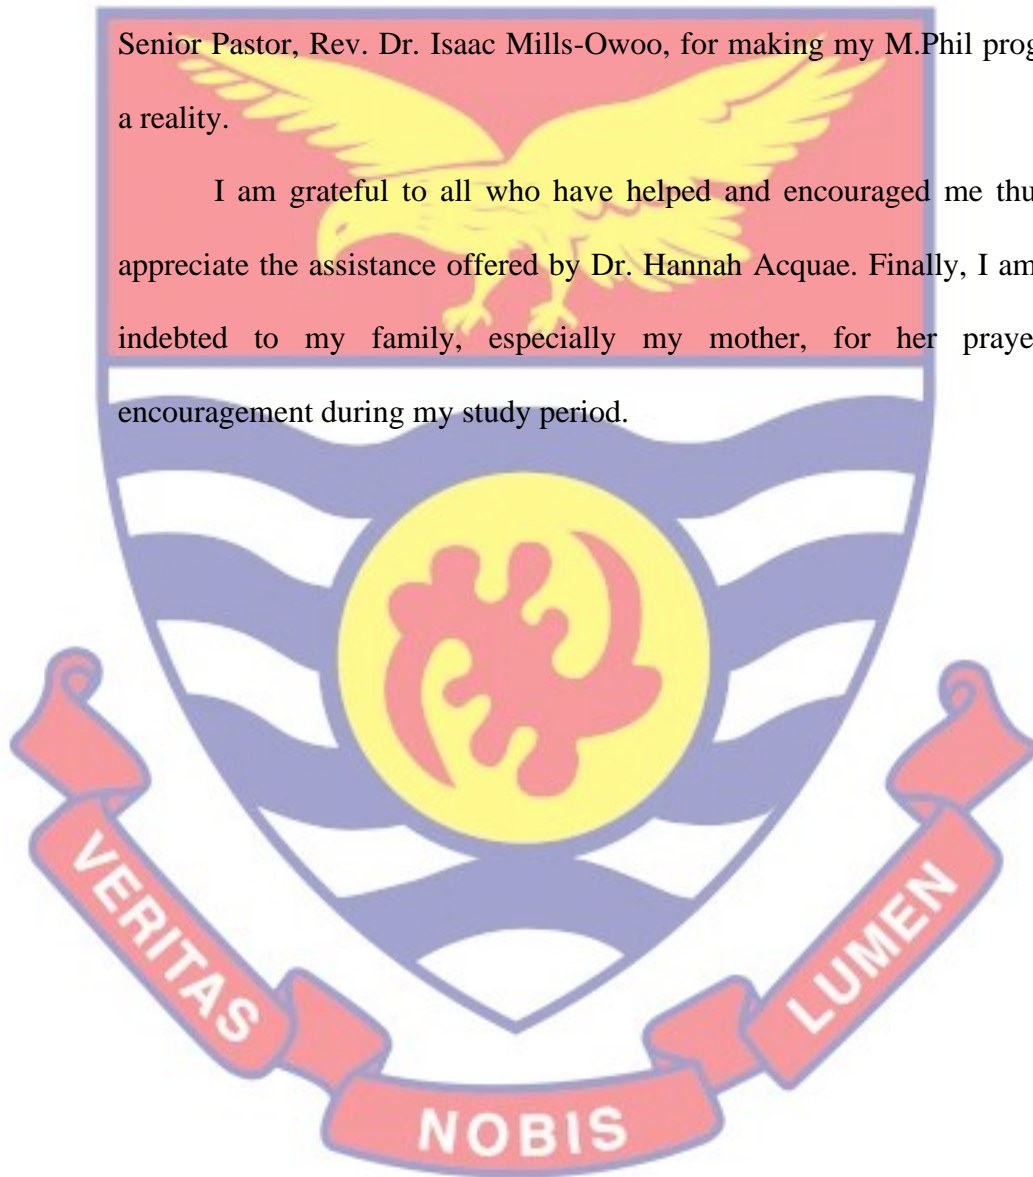 Senior Pastor, Rev. Dr. Isaac Mills-Owoo, for making my M.Phil prog
a reality.
I am grateful to all who have helped and encouraged me thu
appreciate the assistance offered by Dr. Hannah Acquae. Finally, I am
indebted to my family, especially my mother, for her praye
encouragement during my study period.
VERITAS
NOBIS
LUMEN